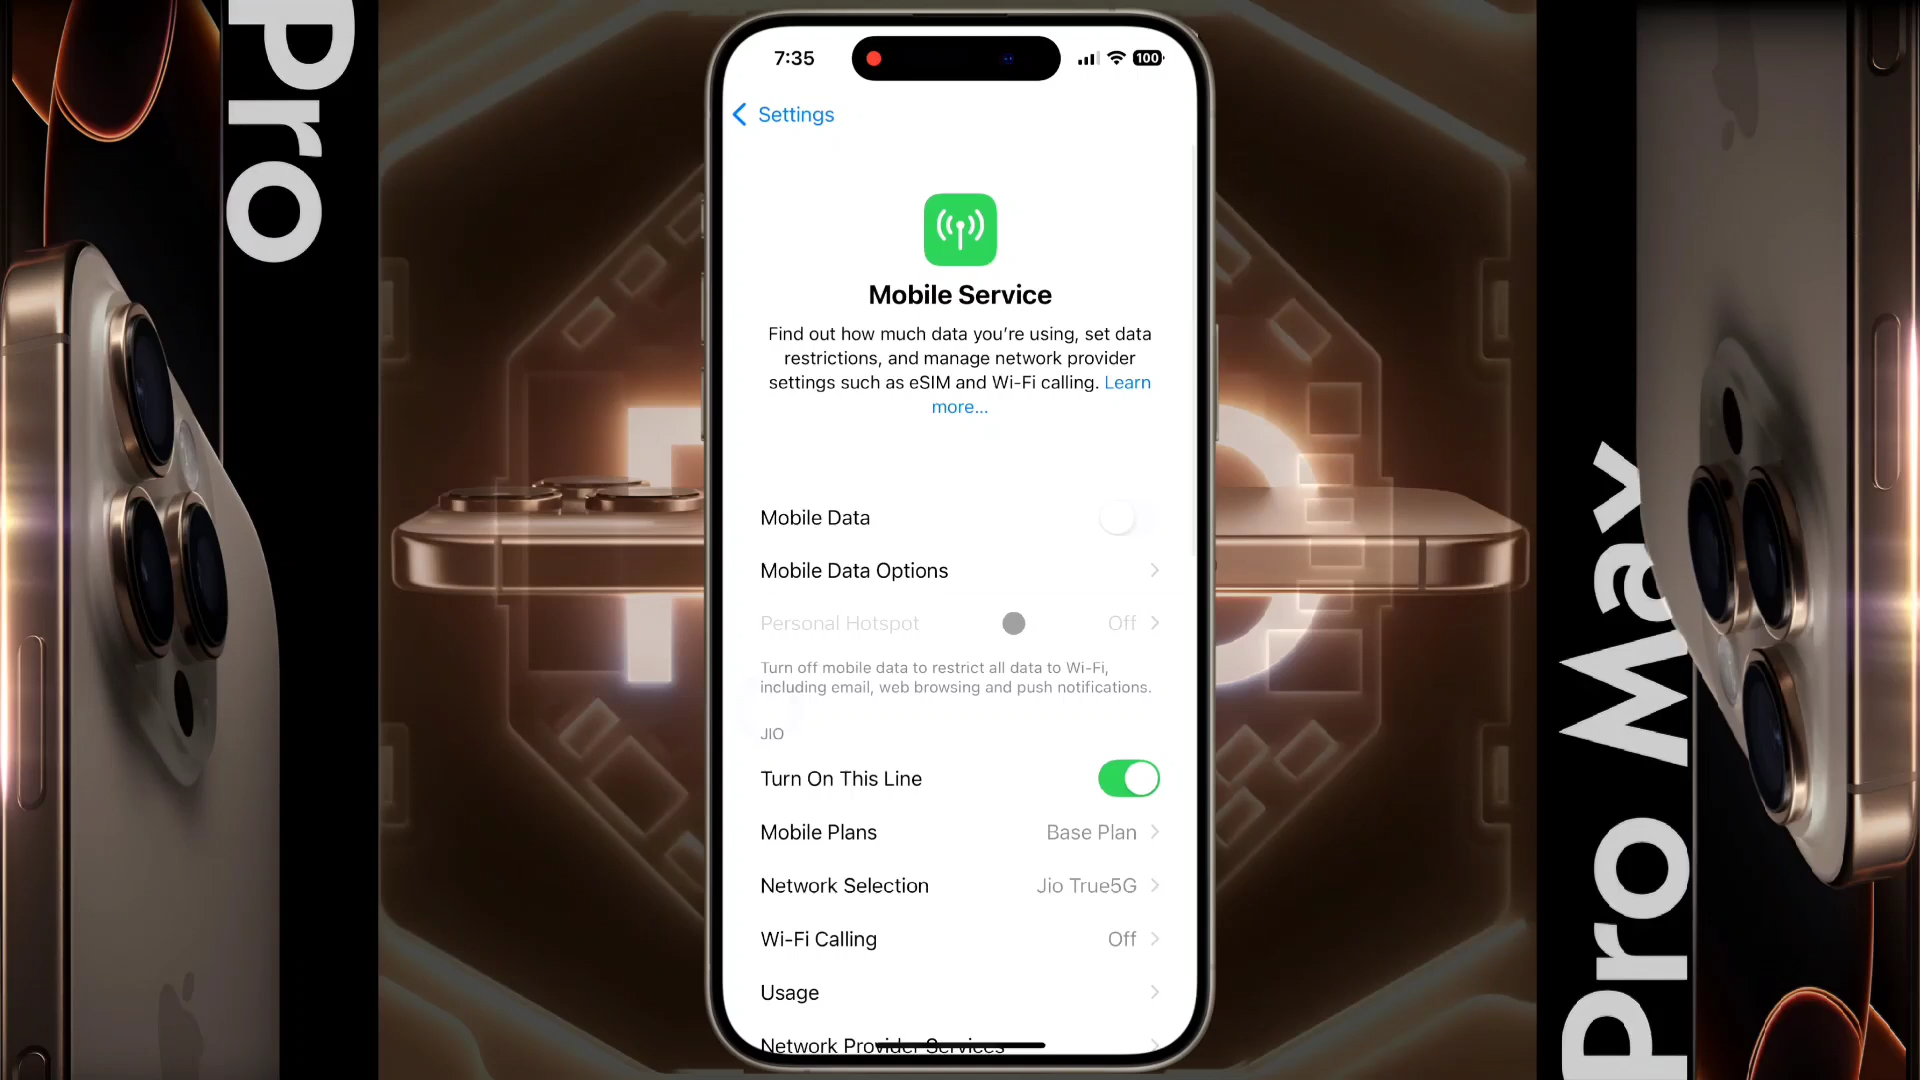 Pro
7:35
100
Settings
Mobile Service
Find out how much data you're using, set data
restrictions, and manage network provider
settings such as eSIM and Wi-Fi calling. Learn
more...
Mobile Data
Mobile Data Options
Personal Hotspot Off
Turn off mobile data to restrict all data to Wi-Fi,
including email, web browsing and push notifications.
JIO
Turn On This Line
Mobile Plans Base Plan
Network Selection Jio True5G
Wi-Fi Calling Off
Usage
Network Provider Services
Pro Max